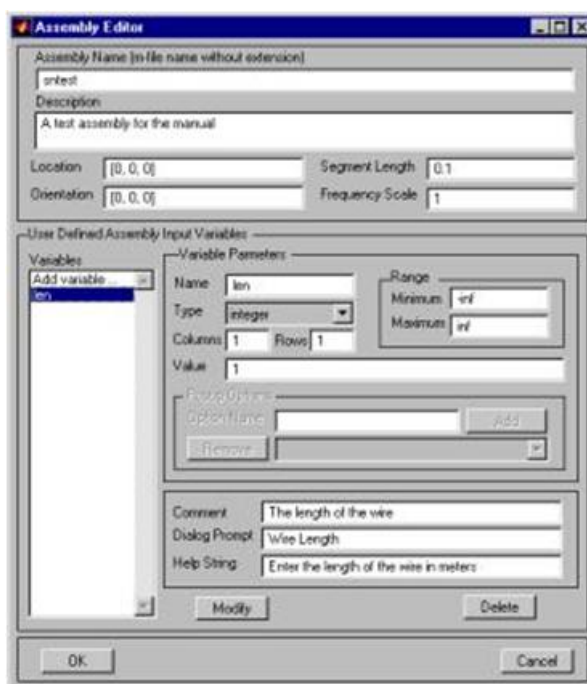 Assembly Editor
Assembly Name (m-file name without extension)
sntest
Description
A test assembly for the manual
Location [0, 0, 0] Segment Length 0.1
Orientation [0, 0, 0] Frequency Scale 1
User Defined Assembly Input Variables
Variables
Add variable ...
len
Variable Parmeters
Name len
Type integer
Columns 1 Rows 1
Value 1
Range
Minimum -inf
Maximum inf
Popup Options
Option Name Add
Remove
Comment The length of the wire
Dialog Prompt Wire Length
Help String Enter the length of the wire in meters
Modify Delete
OK Cancel